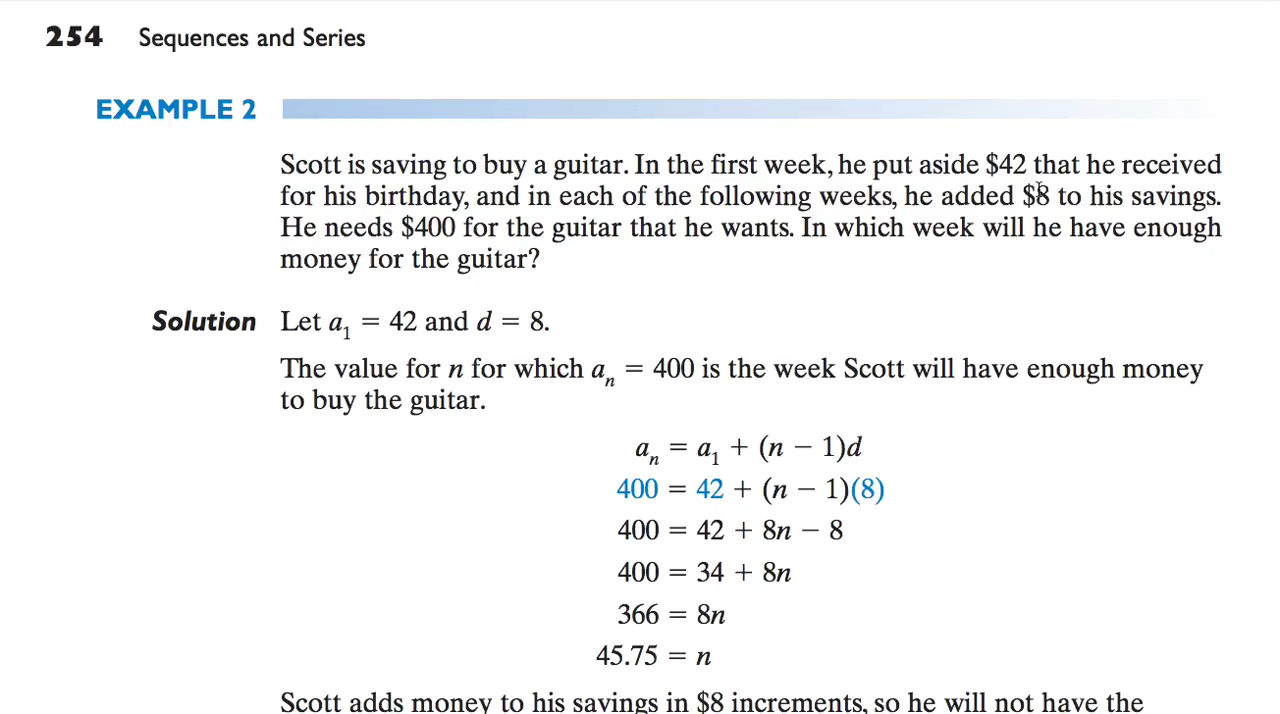 254 Sequences and Series
EXAMPLE 2
Scott is saving to buy a guitar. In the first week, he put aside $42 that he received
for his birthday, and in each of the following weeks, he added $8 to his savings.
He needs $400 for the guitar that he wants. In which week will he have enough
money for the guitar?
Solution Let a₁ = 42 and d = 8.
The value for n for which aₙ = 400 is the week Scott will have enough money
to buy the guitar.
aₙ = a₁ + (n − 1)d
400 = 42 + (n − 1)(8)
400 = 42 + 8n − 8
400 = 34 + 8n
366 = 8n
45.75 = n
Scott adds money to his savings in $8 increments, so he will not have the